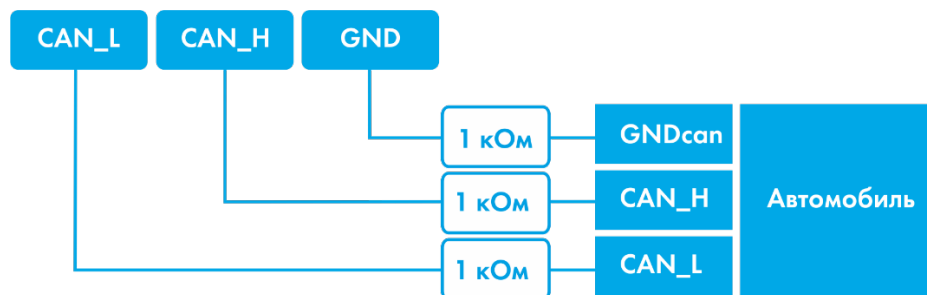 CAN_L CAN_H GND
1 кОм GNDcan
1 кОм CAN_H Автомобиль
1 кОм CAN_L